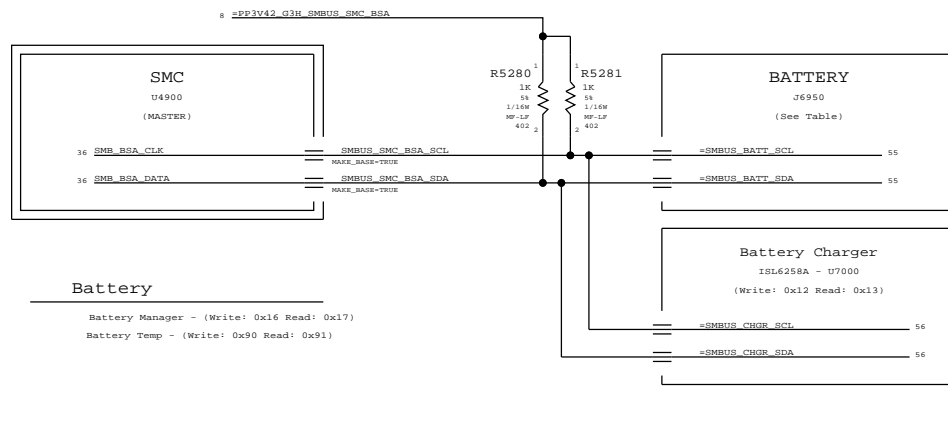 8 =PP3V42_G3H_SMBUS_SMC_BSA
SMC
U4900
(MASTER)
R5280
1K
5%
1/16W
MF-LF
402
1
2
R5281
1K
5%
1/16W
MF-LF
402
1
2
BATTERY
J6950
(See Table)
36 SMB_BSA_CLK
SMBUS_SMC_BSA_SCL
MAKE_BASE=TRUE
=SMBUS_BATT_SCL 55
36 SMB_BSA_DATA
SMBUS_SMC_BSA_SDA
MAKE_BASE=TRUE
=SMBUS_BATT_SDA 55
Battery Charger
ISL6258A - U7000
(Write: 0x12 Read: 0x13)
=SMBUS_CHGR_SCL 56
=SMBUS_CHGR_SDA 56
Battery
Battery Manager - (Write: 0x16 Read: 0x17)
Battery Temp - (Write: 0x90 Read: 0x91)